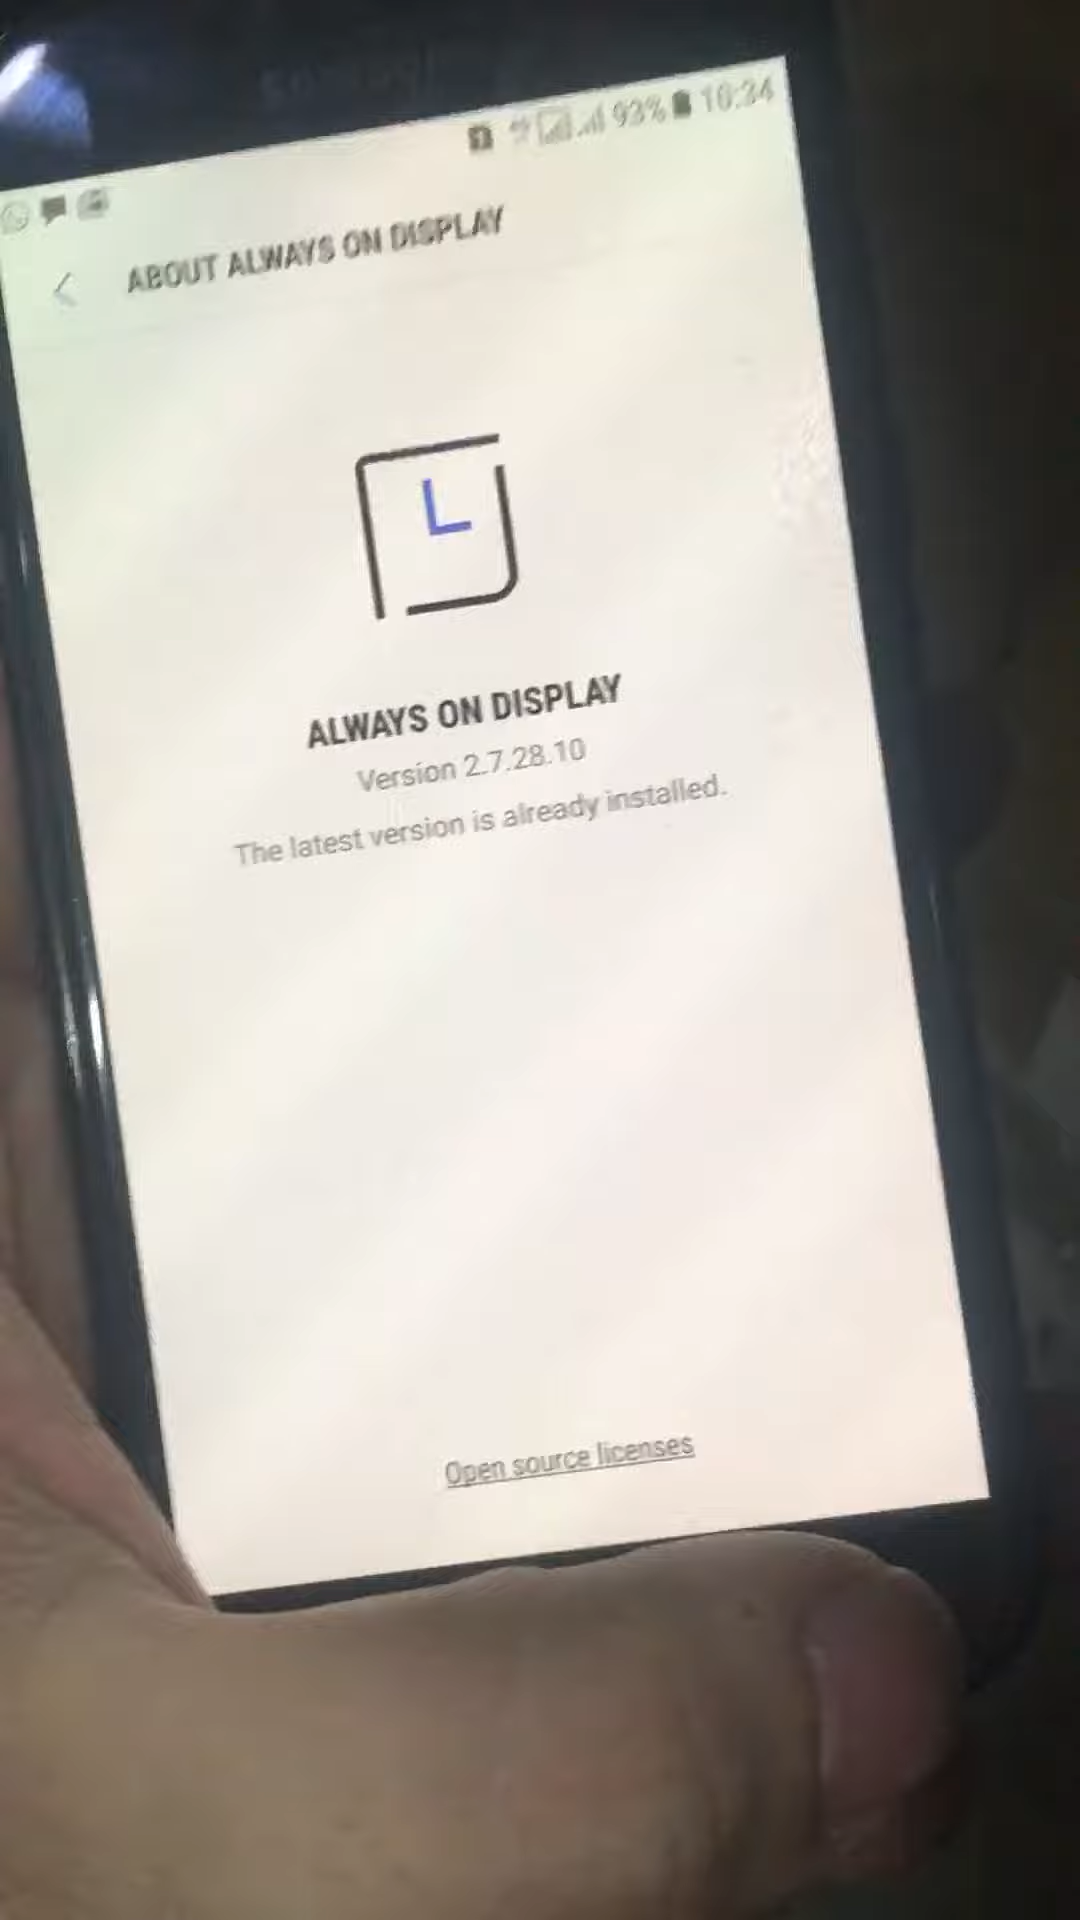 93% 10:34
ABOUT ALWAYS ON DISPLAY
ALWAYS ON DISPLAY
Version 2.7.28.10
The latest version is already installed.
Open source licenses